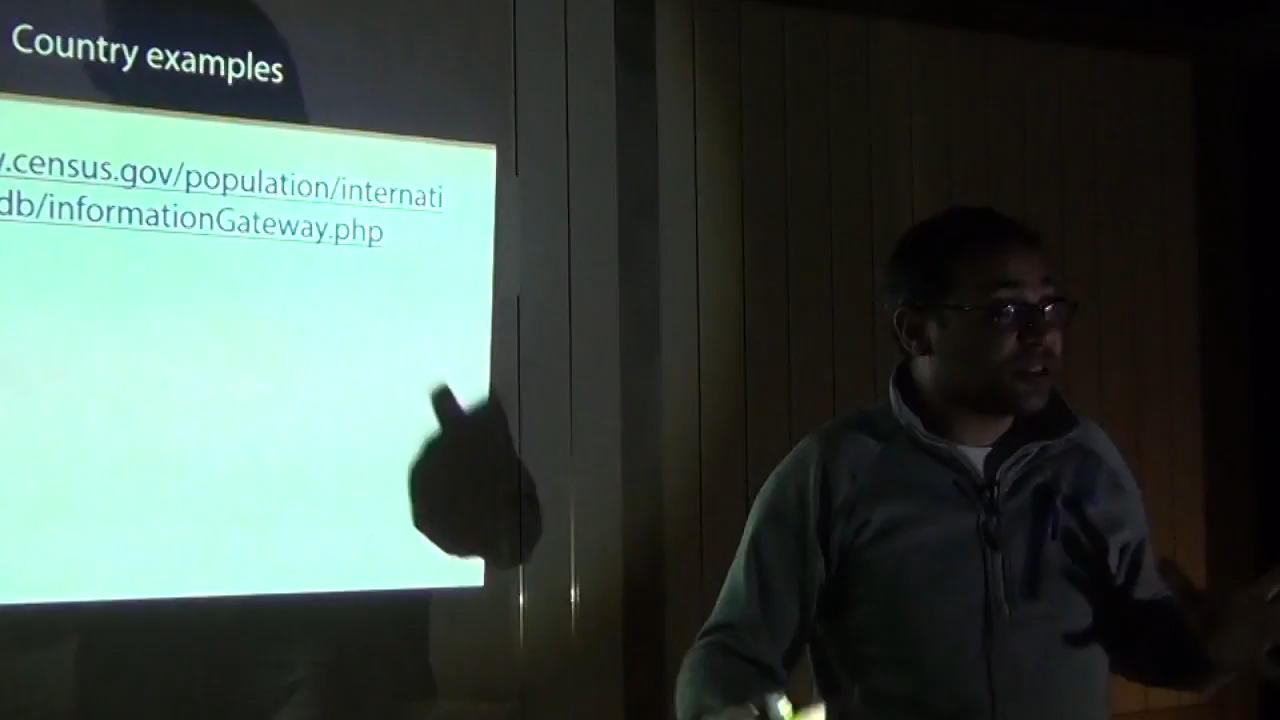 Country examples
.census.gov/population/internati
db/informationGateway.php